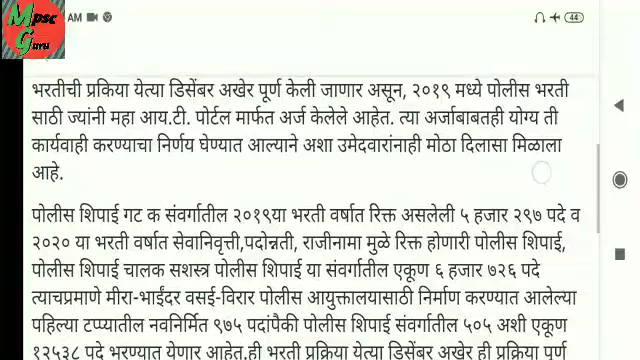 Mpsc
Guru
AM
44
भरतीची प्रकिया येत्या डिसेंबर अखेर पूर्ण केली जाणार असून, २०१९ मध्ये पोलीस भरती
साठी ज्यांनी महा आय.टी. पोर्टल मार्फत अर्ज केलेले आहेत. त्या अर्जाबाबतही योग्य ती
कार्यवाही करण्याचा निर्णय घेण्यात आल्याने अशा उमेदवारांनाही मोठा दिलासा मिळाला
आहे.
पोलीस शिपाई गट क संवर्गातील २०१९या भरती वर्षात रिक्त असलेली ५ हजार २९७ पदे व
२०२० या भरती वर्षात सेवानिवृत्ती,पदोन्नती, राजीनामा मुळे रिक्त होणारी पोलीस शिपाई,
पोलीस शिपाई चालक सशस्त्र पोलीस शिपाई या संवर्गातील एकूण ६ हजार ७२६ पदे
त्याचप्रमाणे मीरा-भाईंदर वसई-विरार पोलीस आयुक्तालयासाठी निर्माण करण्यात आलेल्या
पहिल्या टप्प्यातील नवनिर्मित ९७५ पदांपैकी पोलीस शिपाई संवर्गातील ५०५ अशी एकूण
१२५३८ पदे भरण्यात येणार आहेत.ही भरती प्रक्रिया येत्या डिसेंबर अखेर ही प्रक्रिया पूर्ण